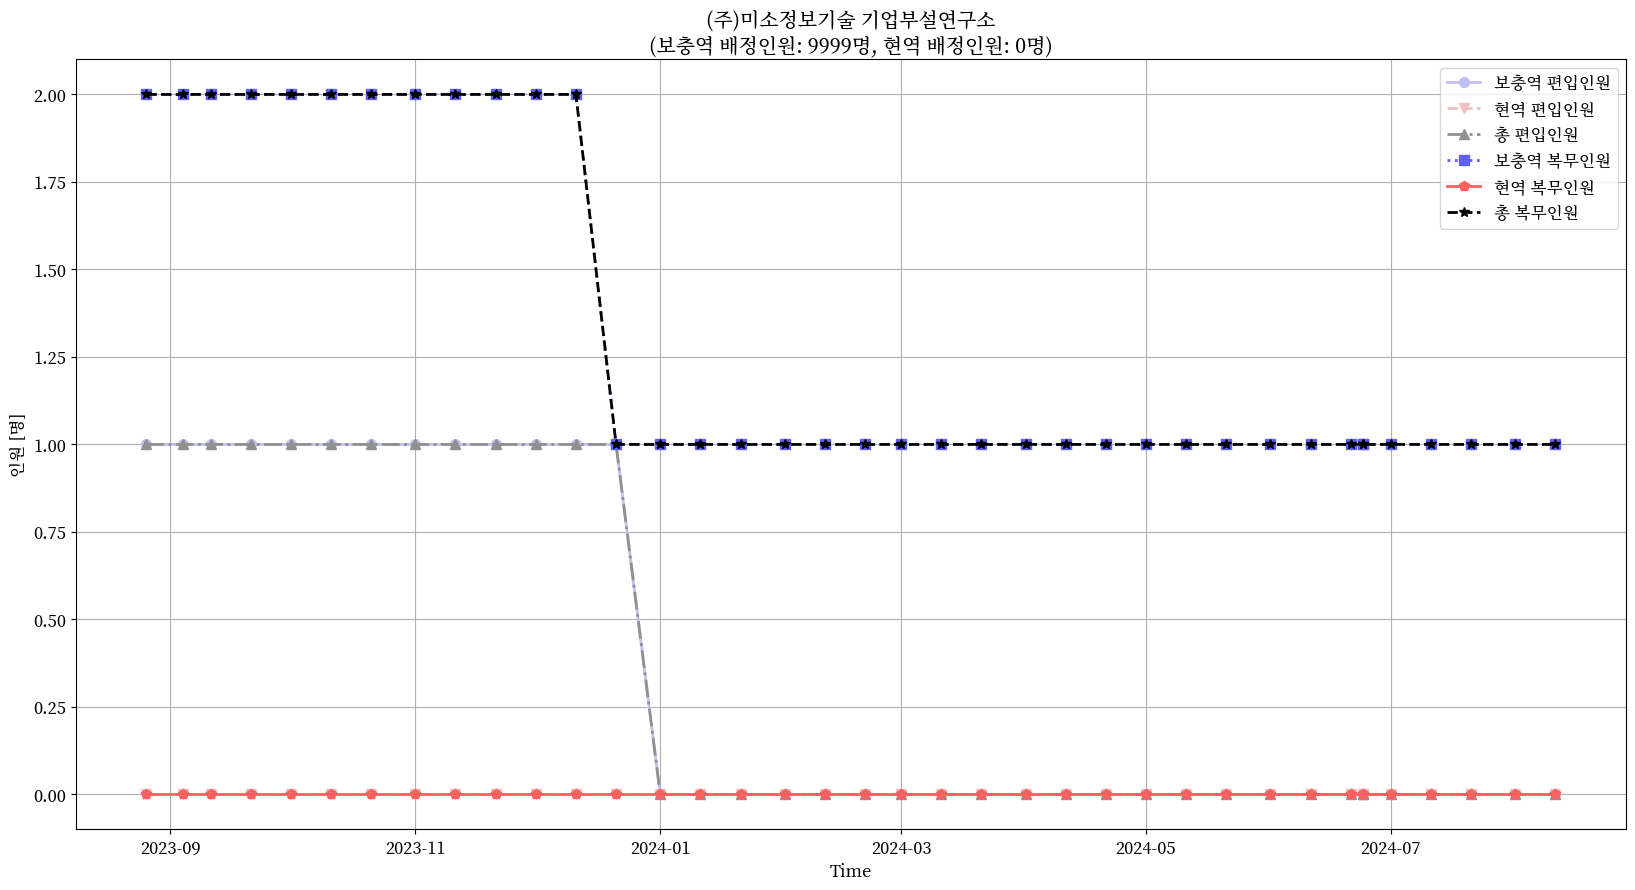 (주)미소정보기술 기업부설연구소
(보충역 배정인원: 9999명, 현역 배정인원: 0명)
보충역 편입인원
현역 편입인원
총 편입인원
보충역 복무인원
현역 복무인원
총 복무인원
2.00
1.75
1.50
1.25
1.00
0.75
0.50
0.25
0.00
인원 [명]
2023-09 2023-11 2024-01 2024-03 2024-05 2024-07
Time